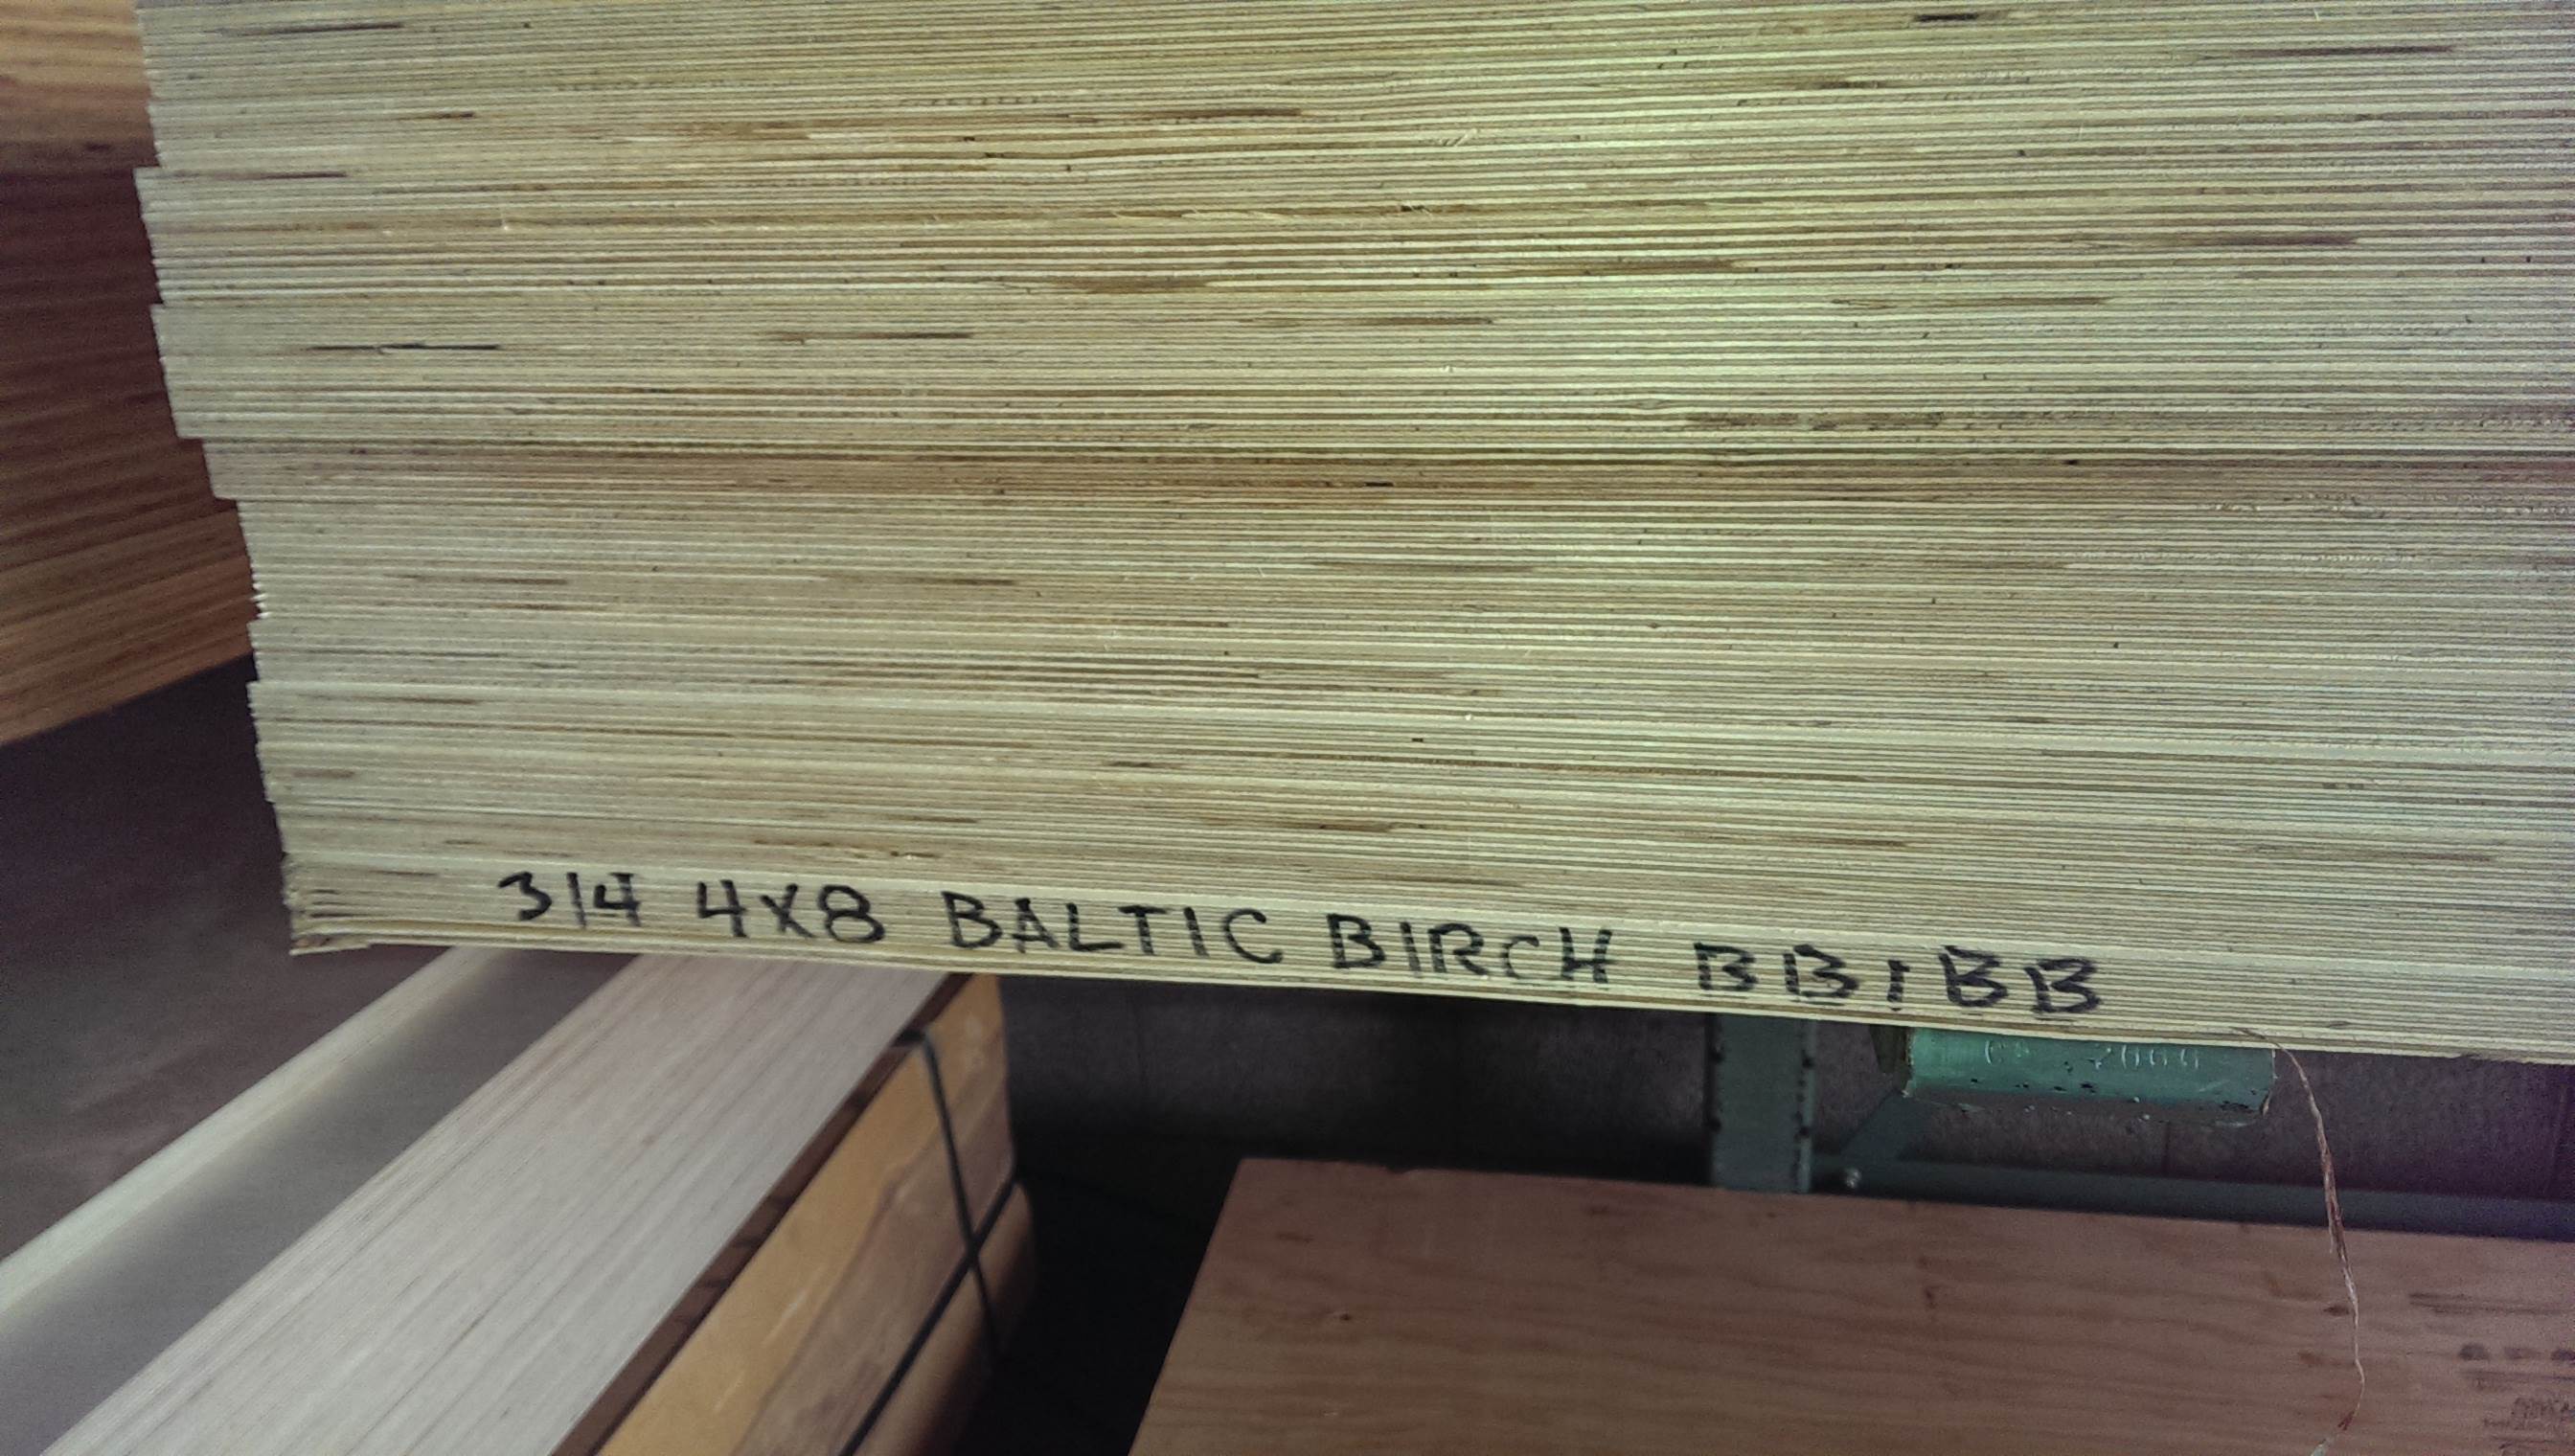 3/4 4X8 BALTIC BIRCH BB/BB